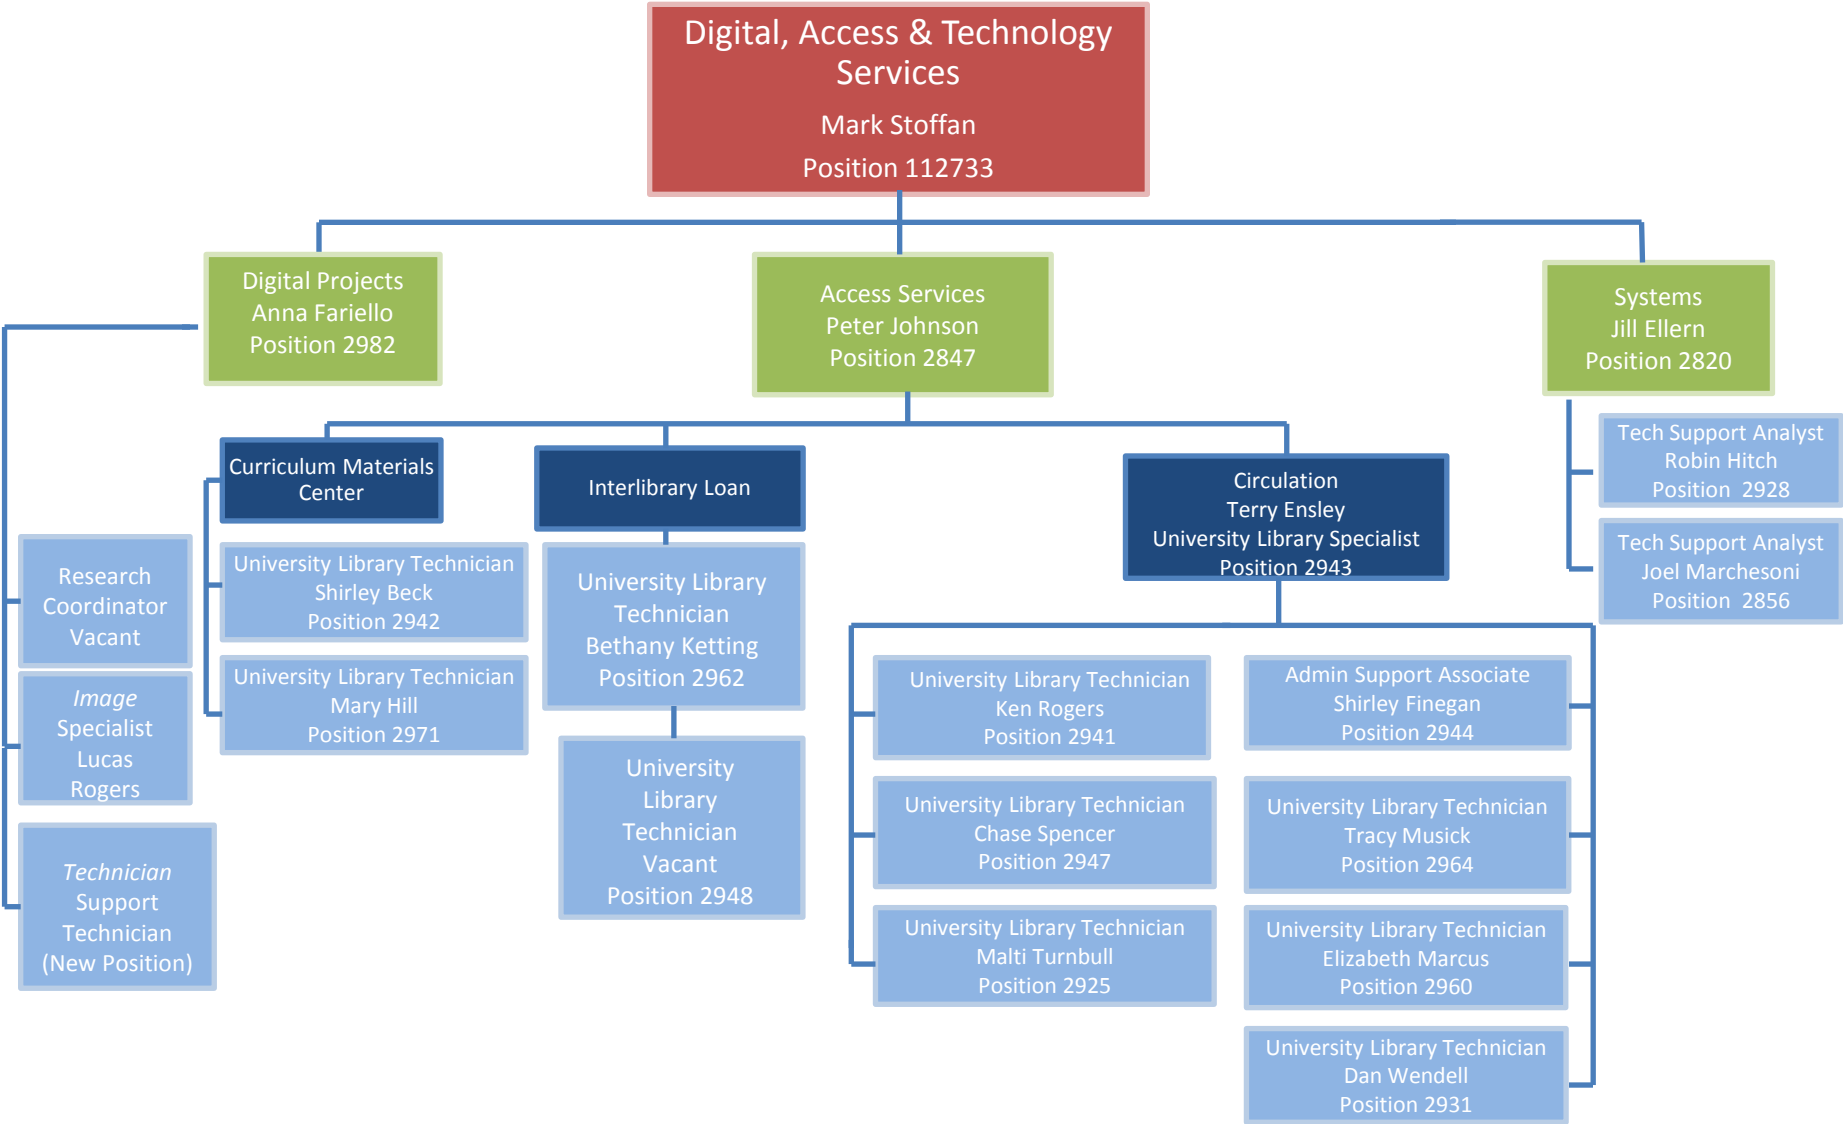 Digital, Access & Technology
Services
Mark Stoffan
Position 112733
Digital Projects
Anna Fariello
Position 2982
Access Services
Peter Johnson
Position 2847
Systems
Jill Ellern
Position 2820
Research
Coordinator
Vacant
Image
Specialist
Lucas
Rogers
Technician
Support
Technician
(New Position)
Curriculum Materials
Center
University Library Technician
Shirley Beck
Position 2942
University Library Technician
Mary Hill
Position 2971
Interlibrary Loan
University Library
Technician
Bethany Ketting
Position 2962
University
Library
Technician
Vacant
Position 2948
Circulation
Terry Ensley
University Library Specialist
Position 2943
University Library Technician
Ken Rogers
Position 2941
University Library Technician
Chase Spencer
Position 2947
University Library Technician
Malti Turnbull
Position 2925
Admin Support Associate
Shirley Finegan
Position 2944
University Library Technician
Tracy Musick
Position 2964
University Library Technician
Elizabeth Marcus
Position 2960
University Library Technician
Dan Wendell
Position 2931
Tech Support Analyst
Robin Hitch
Position 2928
Tech Support Analyst
Joel Marchesoni
Position 2856